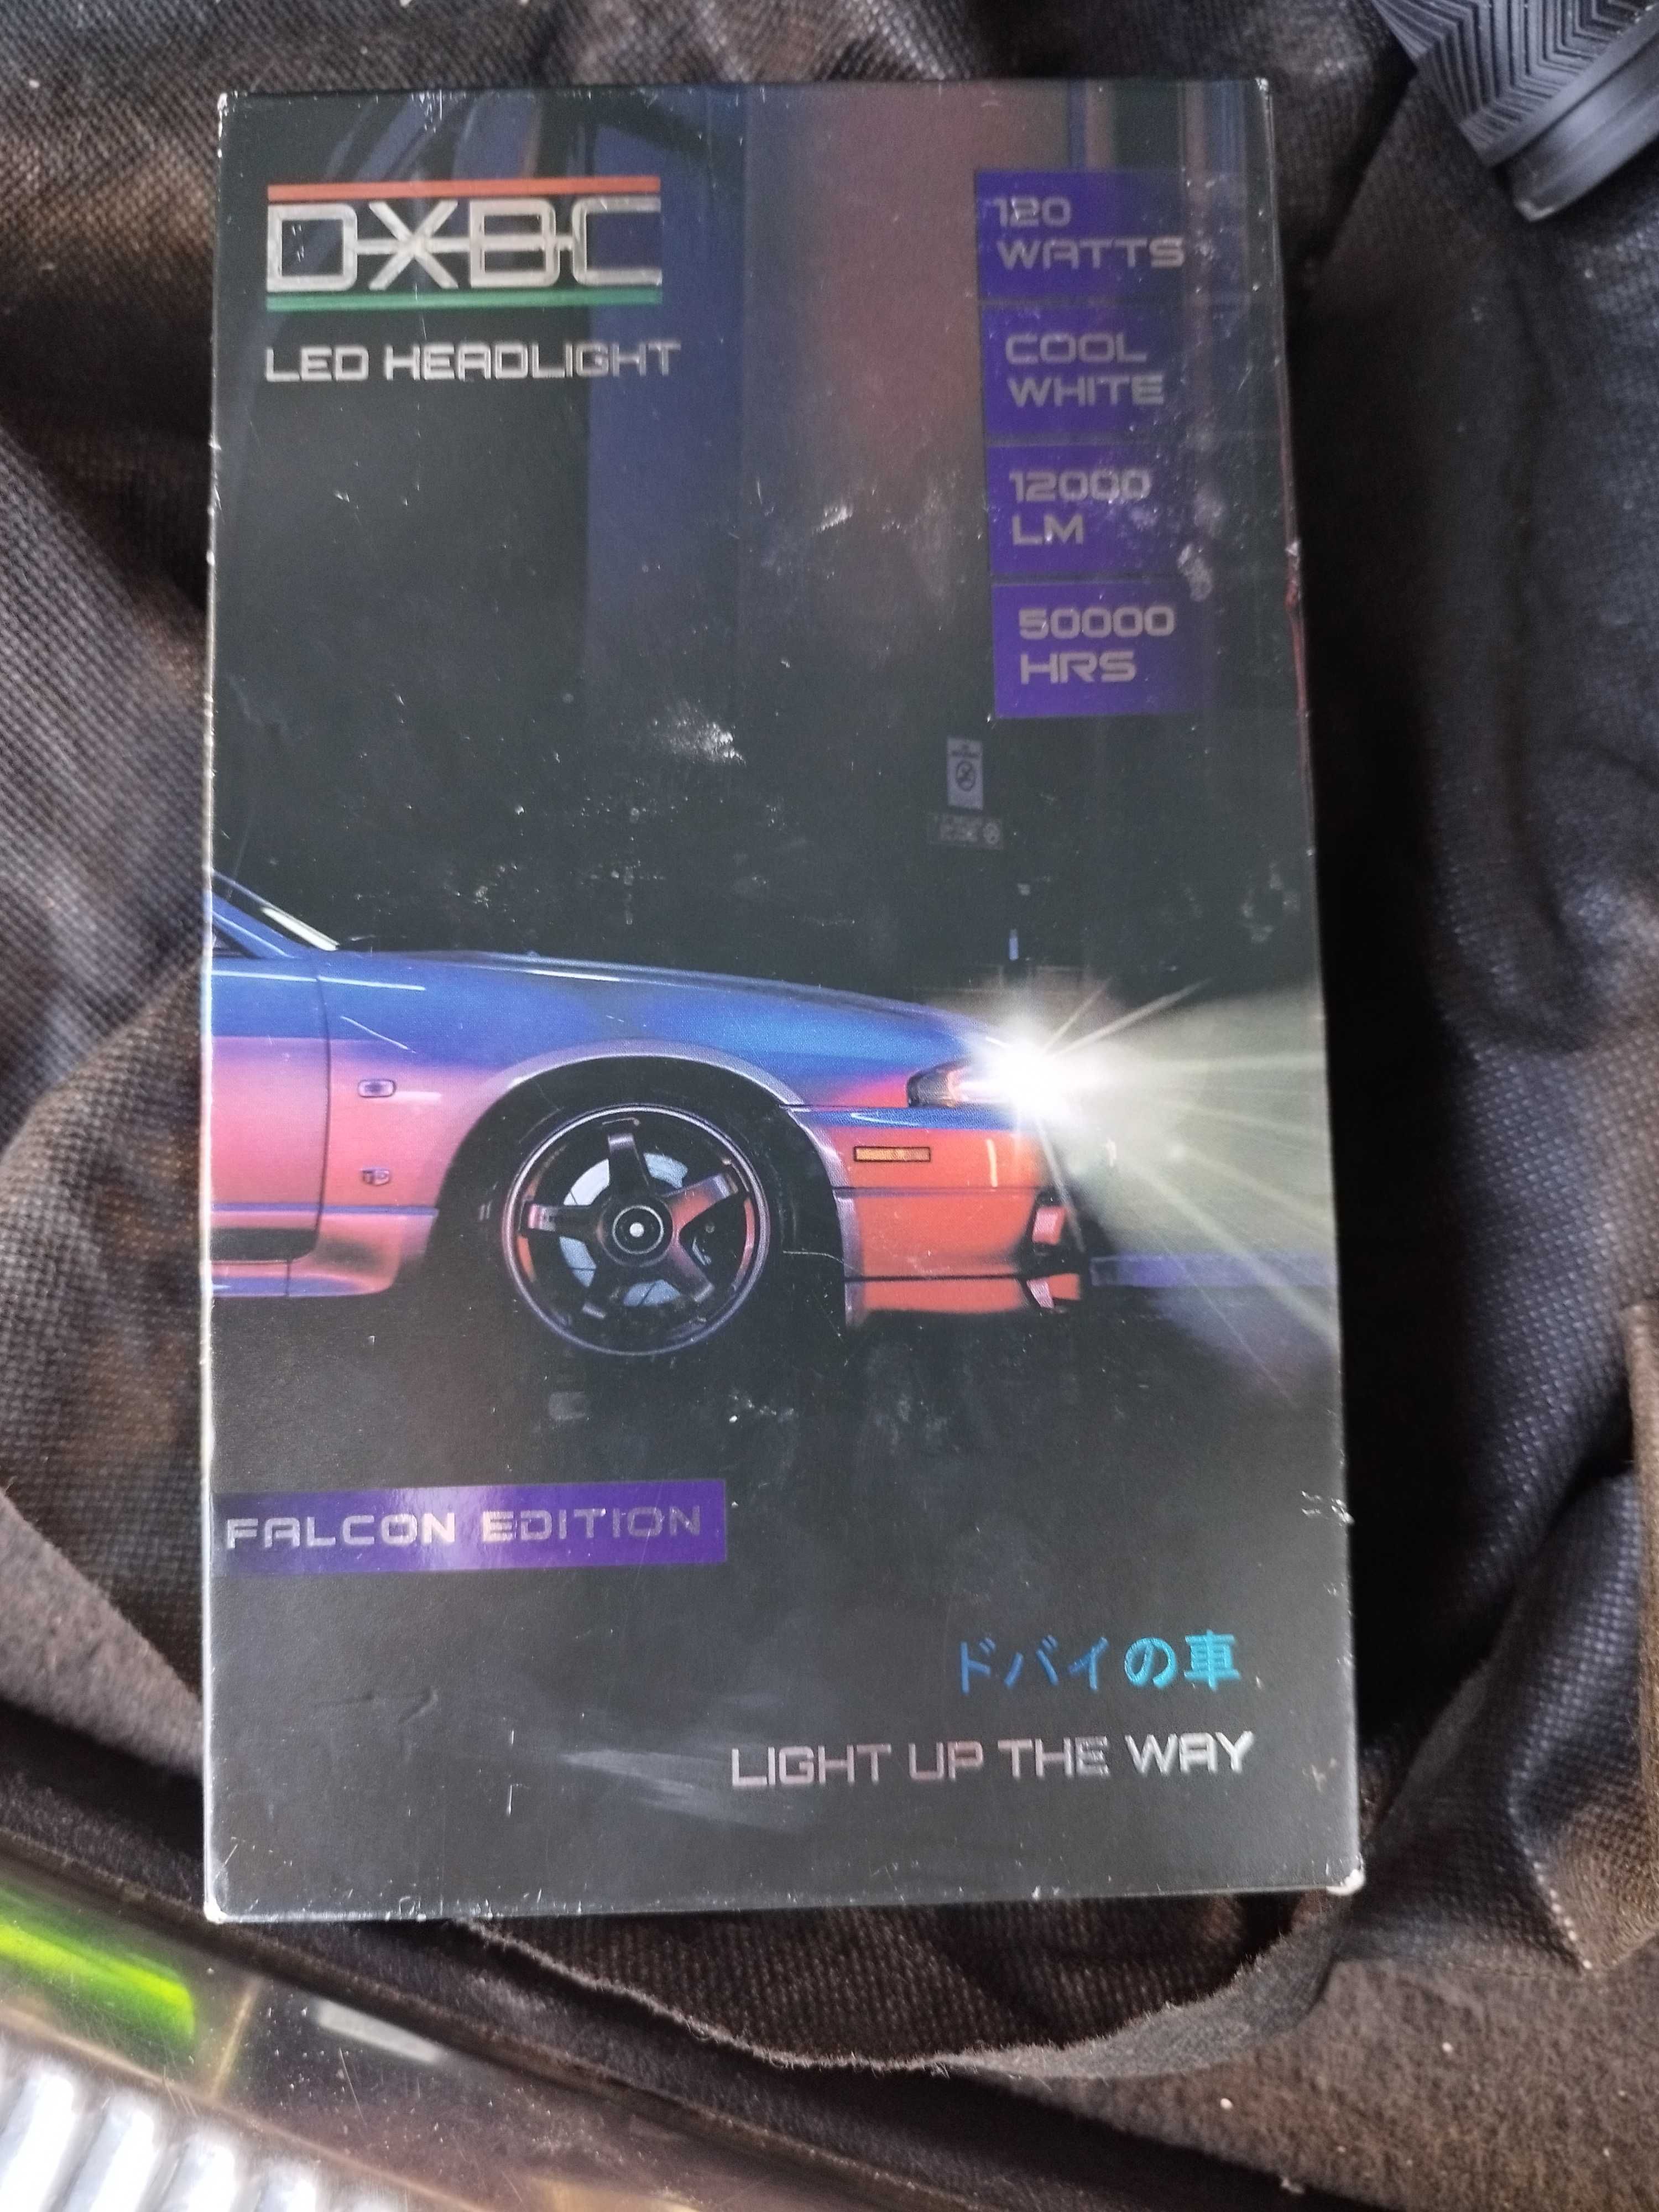 DXBC
LED HEADLIGHT
120
WATTS
COOL
WHITE
12000
LM
50000
HRS
FALCON EDITION
ドバイの車
LIGHT UP THE WAY